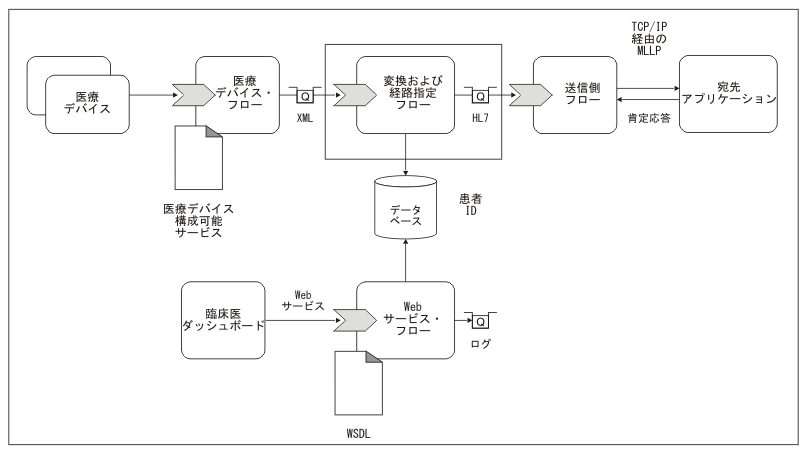 TCP/IP
経由の
MLLP
医療
デバイス
医療
デバイス・
フロー
Q
XML
変換および
経路指定
フロー
Q
HL7
送信側
フロー
宛先
アプリケーション
肯定応答
医療デバイス
構成可能
サービス
データ
ベース
患者
ID
臨床医
ダッシュボード
Web
サービス
Web
サービス・
フロー
Q
ログ
WSDL